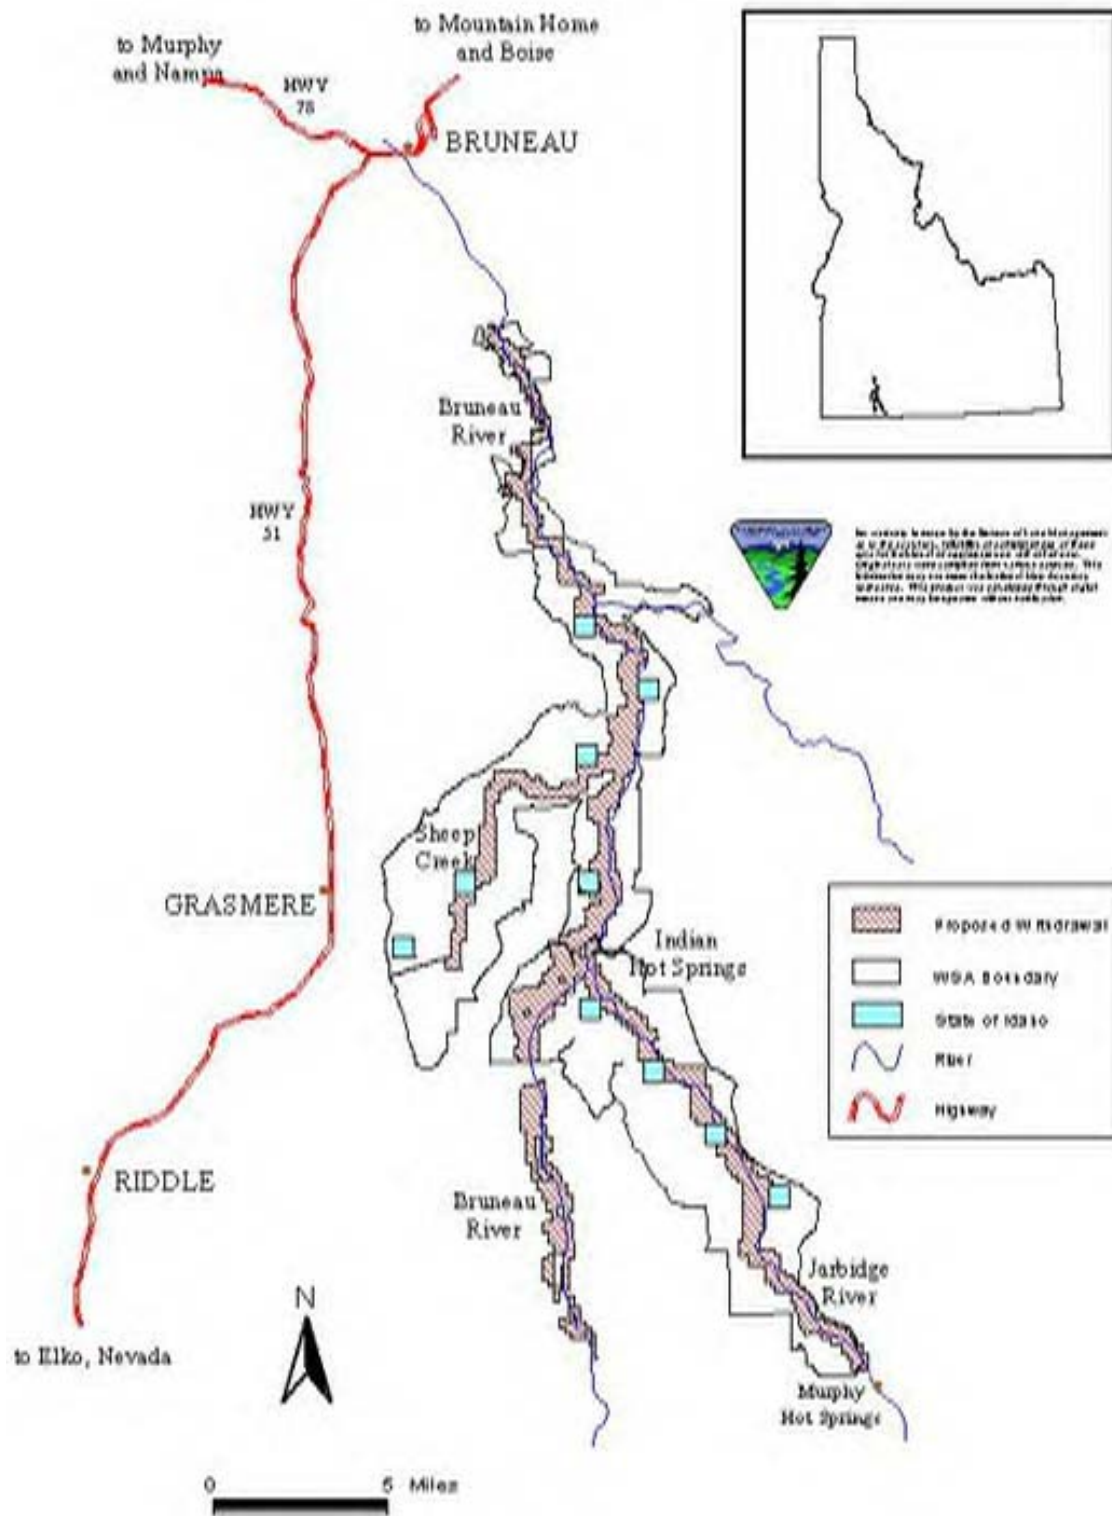 to Murphy
and Nampa
HWY
78
to Mountain Home
and Boise
BRUNEAU
Bruneau
River
HWY
51
Sheep
Creek
GRASMERE
Indian
Hot Springs
Proposed Withdrawal
WSA Boundary
State of Idaho
River
Highway
RIDDLE
Bruneau
River
Jarbidge
River
N
to Elko, Nevada
Murphy
Hot Springs
0 5 Miles